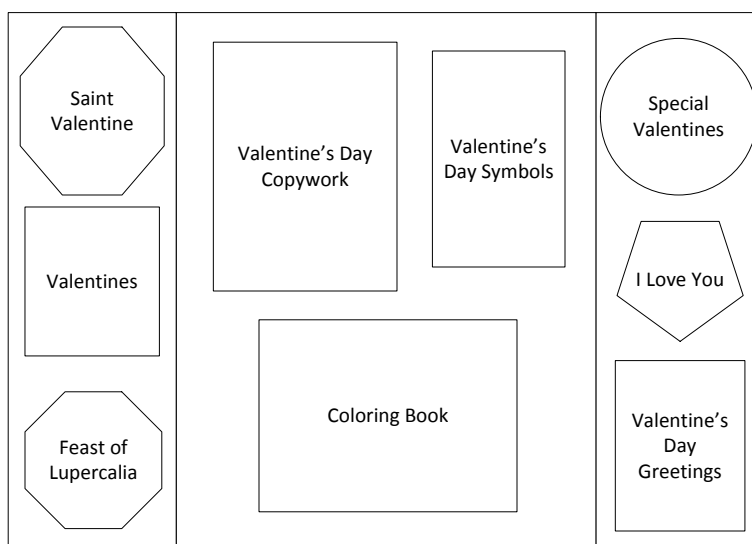 Saint
Valentine
Valentines
Feast of
Lupercalia
Valentine’s Day
Copywork
Valentine’s
Day Symbols
Coloring Book
Special
Valentines
I Love You
Valentine’s
Day
Greetings